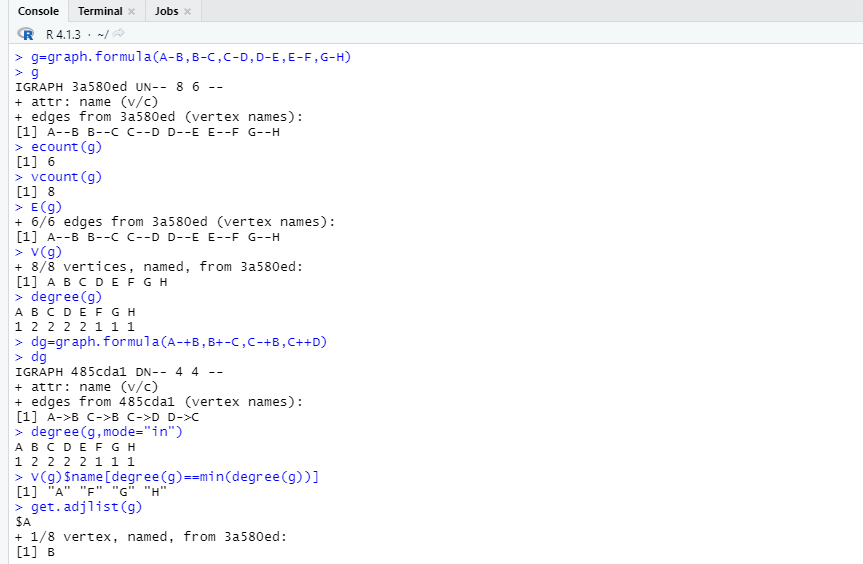 Console Terminal × Jobs ×
R R 4.1.3 · ~/
> g=graph.formula(A-B,B-C,C-D,D-E,E-F,G-H)
> g
IGRAPH 3a580ed UN-- 8 6 --
+ attr: name (v/c)
+ edges from 3a580ed (vertex names):
[1] A--B B--C C--D D--E E--F G--H
> ecount(g)
[1] 6
> vcount(g)
[1] 8
> E(g)
+ 6/6 edges from 3a580ed (vertex names):
[1] A--B B--C C--D D--E E--F G--H
> V(g)
+ 8/8 vertices, named, from 3a580ed:
[1] A B C D E F G H
> degree(g)
A B C D E F G H
1 2 2 2 2 1 1 1
> dg=graph.formula(A-+B,B+-C,C-+B,C++D)
> dg
IGRAPH 485cda1 DN-- 4 4 --
+ attr: name (v/c)
+ edges from 485cda1 (vertex names):
[1] A->B C->B C->D D->C
> degree(g,mode="in")
A B C D E F G H
1 2 2 2 2 1 1 1
> V(g)$name[degree(g)==min(degree(g))]
[1] "A" "F" "G" "H"
> get.adjlist(g)
$A
+ 1/8 vertex, named, from 3a580ed:
[1] B